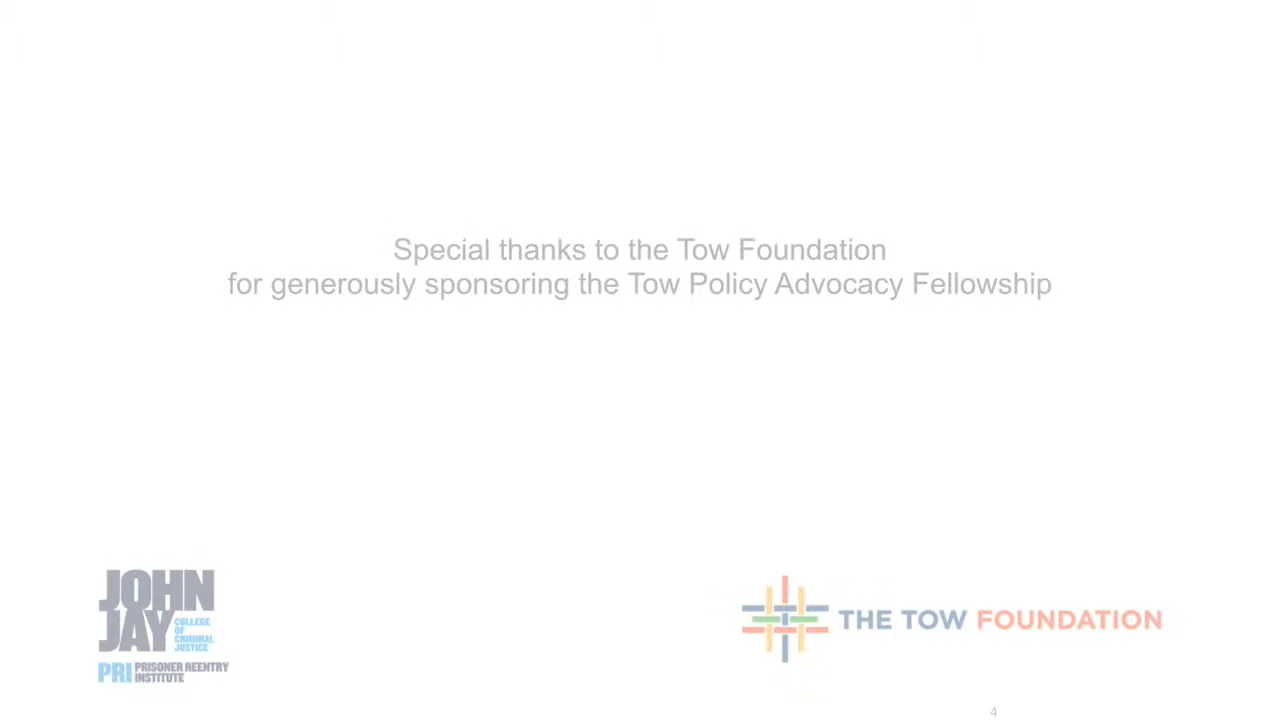 Special thanks to the Tow Foundation
for generously sponsoring the Tow Policy Advocacy Fellowship
JOHN
JAY
COLLEGE
OF
CRIMINAL
JUSTICE
PRI PRISONER REENTRY
INSTITUTE
THE TOW FOUNDATION
4